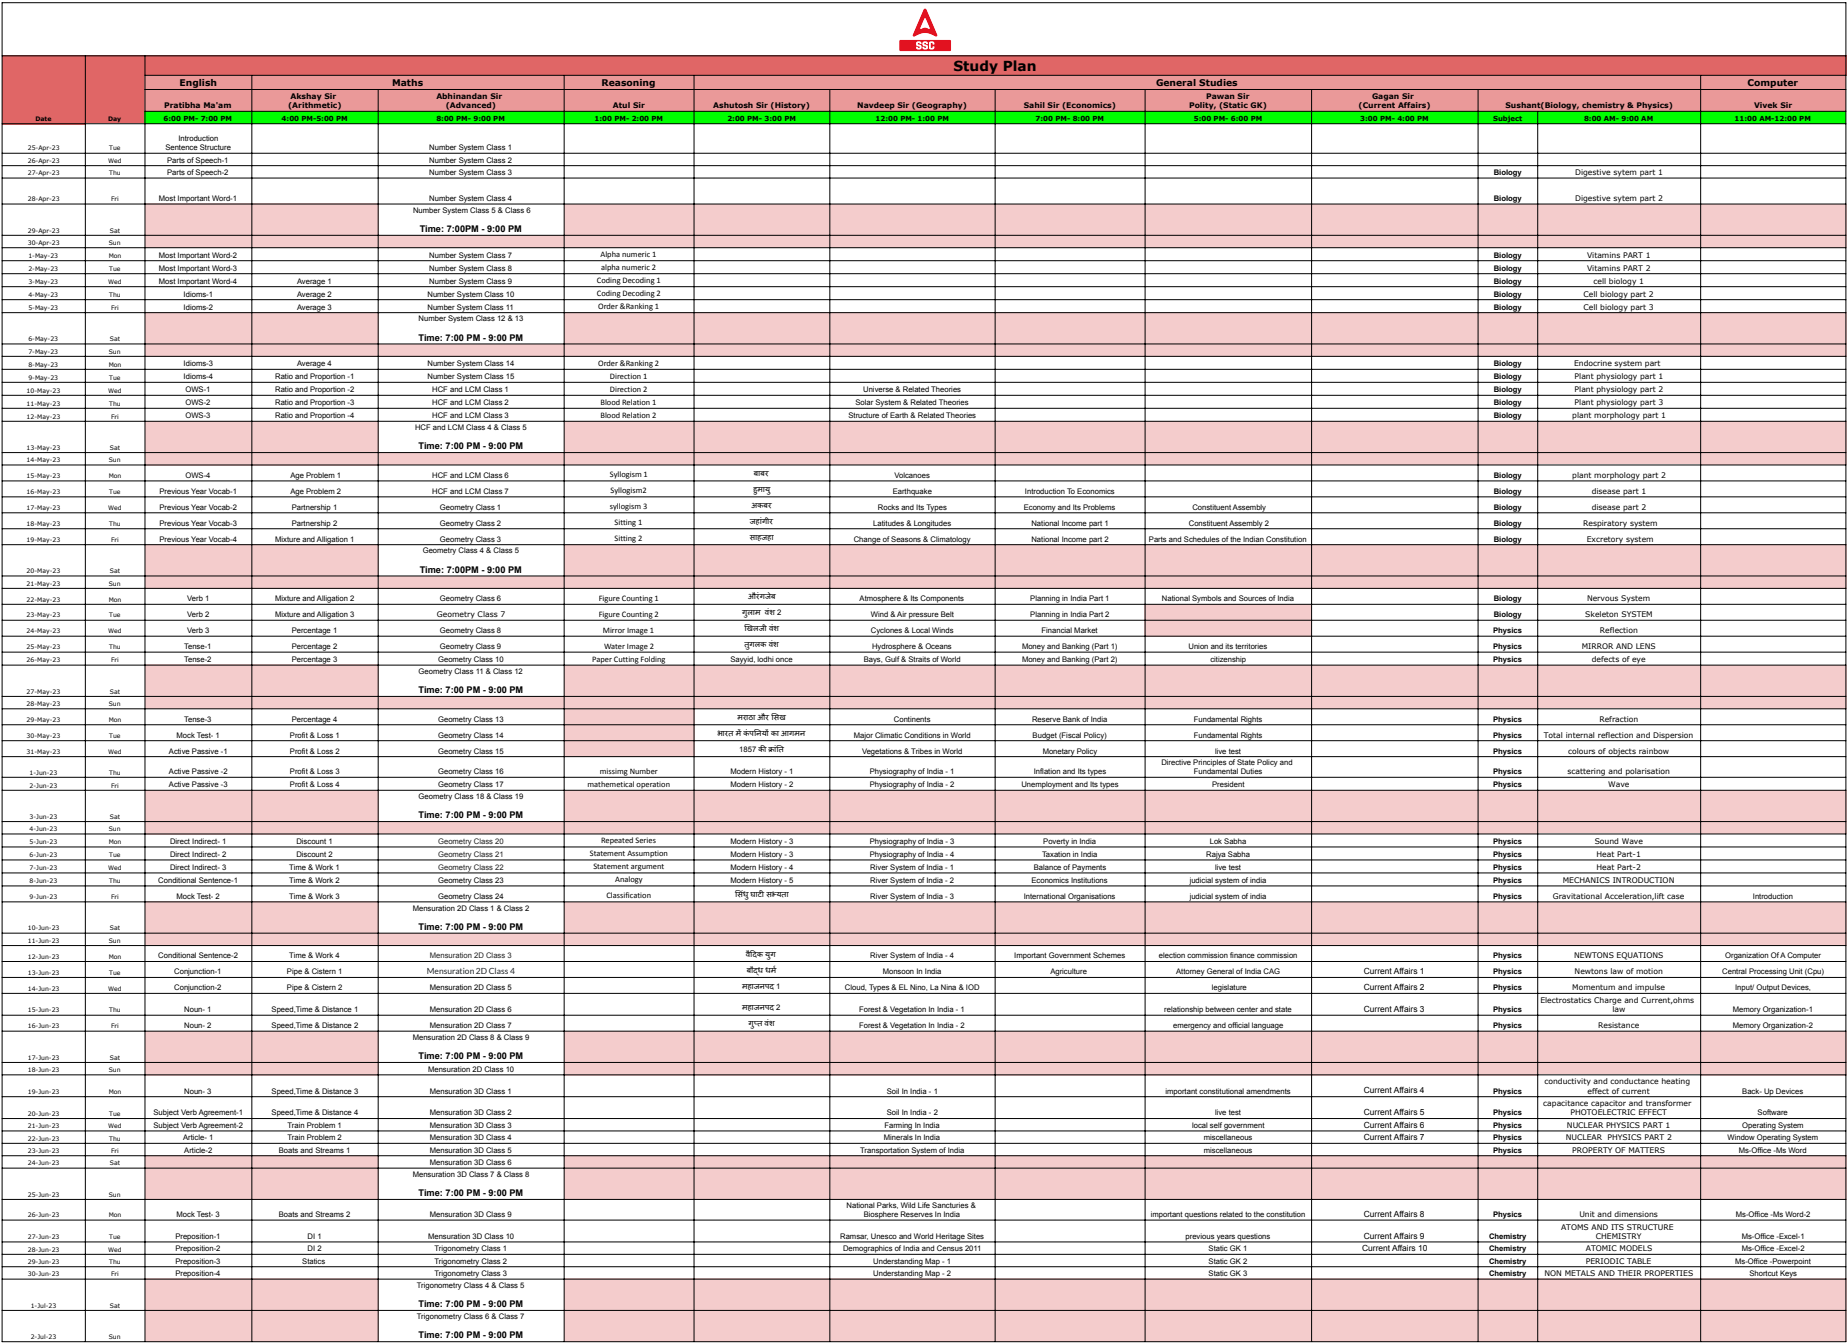 SSC
Study Plan
English Maths Reasoning General Studies Computer
Date Day Pratibha Ma'am Akshay Sir (Arithmetic) Abhinandan Sir (Advanced) Atul Sir Ashutosh Sir (History) Navdeep Sir (Geography) Sahil Sir (Economics) Pawan Sir Polity, (Static GK) Gagan Sir (Current Affairs) Sushant(Biology, chemistry & Physics) Vivek Sir
6:00 PM- 7:00 PM 4:00 PM-5:00 PM 8:00 PM- 9:00 PM 1:00 PM- 2:00 PM 2:00 PM- 3:00 PM 12:00 PM- 1:00 PM 7:00 PM- 8:00 PM 5:00 PM- 6:00 PM 3:00 PM- 4:00 PM Subject 8:00 AM- 9:00 AM 11:00 AM-12:00 PM
25-Apr-23 Tue Introduction Sentence Structure Number System Class 1
26-Apr-23 Wed Parts of Speech-1 Number System Class 2
27-Apr-23 Thu Parts of Speech-2 Number System Class 3 Biology Digestive sytem part 1
28-Apr-23 Fri Most Important Word-1 Number System Class 4 Biology Digestive sytem part 2
29-Apr-23 Sat Number System Class 5 & Class 6 Time: 7:00PM - 9:00 PM
30-Apr-23 Sun
1-May-23 Mon Most Important Word-2 Number System Class 7 Alpha numeric 1 Biology Vitamins PART 1
2-May-23 Tue Most Important Word-3 Number System Class 8 alpha numeric 2 Biology Vitamins PART 2
3-May-23 Wed Most Important Word-4 Average 1 Number System Class 9 Coding Decoding 1 Biology cell biology 1
4-May-23 Thu Idioms-1 Average 2 Number System Class 10 Coding Decoding 2 Biology Cell biology part 2
5-May-23 Fri Idioms-2 Average 3 Number System Class 11 Order &Ranking 1 Biology Cell biology part 3
6-May-23 Sat Number System Class 12 & 13 Time: 7:00 PM - 9:00 PM
7-May-23 Sun
8-May-23 Mon Idioms-3 Average 4 Number System Class 14 Order &Ranking 2 Biology Endocrine system part
9-May-23 Tue Idioms-4 Ratio and Proportion -1 Number System Class 15 Direction 1 Biology Plant physiology part 1
10-May-23 Wed OWS-1 Ratio and Proportion -2 HCF and LCM Class 1 Direction 2 Universe & Related Theories Biology Plant physiology part 2
11-May-23 Thu OWS-2 Ratio and Proportion -3 HCF and LCM Class 2 Blood Relation 1 Solar System & Related Theories Biology Plant physiology part 3
12-May-23 Fri OWS-3 Ratio and Proportion -4 HCF and LCM Class 3 Blood Relation 2 Structure of Earth & Related Theories Biology plant morphology part 1
13-May-23 Sat HCF and LCM Class 4 & Class 5 Time: 7:00 PM - 9:00 PM
14-May-23 Sun
15-May-23 Mon OWS-4 Age Problem 1 HCF and LCM Class 6 Syllogism 1 बाबर Volcanoes Biology plant morphology part 2
16-May-23 Tue Previous Year Vocab-1 Age Problem 2 HCF and LCM Class 7 Syllogism2 हुमायु Earthquake Introduction To Economics Biology disease part 1
17-May-23 Wed Previous Year Vocab-2 Partnership 1 Geometry Class 1 syllogism 3 अकबर Rocks and Its Types Economy and Its Problems Constituent Assembly Biology disease part 2
18-May-23 Thu Previous Year Vocab-3 Partnership 2 Geometry Class 2 Sitting 1 जहांगीर Latitudes & Longitudes National Income part 1 Constituent Assembly 2 Biology Respiratory system
19-May-23 Fri Previous Year Vocab-4 Mixture and Alligation 1 Geometry Class 3 Sitting 2 साहजहा Change of Seasons & Climatology National Income part 2 Parts and Schedules of the Indian Constitution Biology Excretory system
20-May-23 Sat Geometry Class 4 & Class 5 Time: 7:00PM - 9:00 PM
21-May-23 Sun
22-May-23 Mon Verb 1 Mixture and Alligation 2 Geometry Class 6 Figure Counting 1 औरंगजेब Atmosphere & Its Components Planning in India Part 1 National Symbols and Sources of India Biology Nervous System
23-May-23 Tue Verb 2 Mixture and Alligation 3 Geometry Class 7 Figure Counting 2 गुलाम वंश 2 Wind & Air pressure Belt Planning in India Part 2 Biology Skeleton SYSTEM
24-May-23 Wed Verb 3 Percentage 1 Geometry Class 8 Mirror Image 1 खिलजी वंश Cyclones & Local Winds Financial Market Physics Reflection
25-May-23 Thu Tense-1 Percentage 2 Geometry Class 9 Water Image 2 तुगलक वंश Hydrosphere & Oceans Money and Banking (Part 1) Union and its territories Physics MIRROR AND LENS
26-May-23 Fri Tense-2 Percentage 3 Geometry Class 10 Paper Cutting Folding Sayyid, lodhi once Bays, Gulf & Straits of World Money and Banking (Part 2) citizenship Physics defects of eye
27-May-23 Sat Geometry Class 11 & Class 12 Time: 7:00 PM - 9:00 PM
28-May-23 Sun
29-May-23 Mon Tense-3 Percentage 4 Geometry Class 13 मराठा और सिख Continents Reserve Bank of India Fundamental Rights Physics Refraction
30-May-23 Tue Mock Test- 1 Profit & Loss 1 Geometry Class 14 भारत में कंपनियों का आगमन Major Climatic Conditions in World Budget (Fiscal Policy) Fundamental Rights Physics Total internal reflection and Dispersion
31-May-23 Wed Active Passive -1 Profit & Loss 2 Geometry Class 15 1857 की क्रांति Vegetations & Tribes in World Monetary Policy live test Physics colours of objects rainbow
1-Jun-23 Thu Active Passive -2 Profit & Loss 3 Geometry Class 16 missimg Number Modern History - 1 Physiography of India - 1 Inflation and Its types Directive Principles of State Policy and Fundamental Duties Physics scattering and polarisation
2-Jun-23 Fri Active Passive -3 Profit & Loss 4 Geometry Class 17 mathemetical operation Modern History - 2 Physiography of India - 2 Unemployment and Its types President Physics Wave
3-Jun-23 Sat Geometry Class 18 & Class 19 Time: 7:00 PM - 9:00 PM
4-Jun-23 Sun
5-Jun-23 Mon Direct Indirect- 1 Discount 1 Geometry Class 20 Repeated Series Modern History - 3 Physiography of India - 3 Poverty in India Lok Sabha Physics Sound Wave
6-Jun-23 Tue Direct Indirect- 2 Discount 2 Geometry Class 21 Statement Assumption Modern History - 3 Physiography of India - 4 Taxation in India Rajya Sabha Physics Heat Part-1
7-Jun-23 Wed Direct Indirect- 3 Time & Work 1 Geometry Class 22 Statement argument Modern History - 4 River System of India - 1 Balance of Payments live test Physics Heat Part-2
8-Jun-23 Thu Conditional Sentence-1 Time & Work 2 Geometry Class 23 Analogy Modern History - 5 River System of India - 2 Economics Institutions judicial system of india Physics MECHANICS INTRODUCTION
9-Jun-23 Fri Mock Test- 2 Time & Work 3 Geometry Class 24 Classification सिंधु घाटी सभ्यता River System of India - 3 International Organisations judicial system of india Physics Gravitational Acceleration,lift case Introduction
10-Jun-23 Sat Mensuration 2D Class 1 & Class 2 Time: 7:00 PM - 9:00 PM
11-Jun-23 Sun
12-Jun-23 Mon Conditional Sentence-2 Time & Work 4 Mensuration 2D Class 3 वैदिक युग River System of India - 4 Important Government Schemes election commission finance commission Physics NEWTONS EQUATIONS Organization Of A Computer
13-Jun-23 Tue Conjunction-1 Pipe & Cistern 1 Mensuration 2D Class 4 बौद्ध धर्म Monsoon In India Agriculture Attorney General of India CAG Current Affairs 1 Physics Newtons law of motion Central Processing Unit (Cpu)
14-Jun-23 Wed Conjunction-2 Pipe & Cistern 2 Mensuration 2D Class 5 महाजनपद 1 Cloud, Types & EL Nino, La Nina & IOD legislature Current Affairs 2 Physics Momentum and impulse Input/ Output Devices,
15-Jun-23 Thu Noun- 1 Speed,Time & Distance 1 Mensuration 2D Class 6 महाजनपद 2 Forest & Vegetation In India - 1 relationship between center and state Current Affairs 3 Physics Electrostatics Charge and Current,ohms law Memory Organization-1
16-Jun-23 Fri Noun- 2 Speed,Time & Distance 2 Mensuration 2D Class 7 गुप्त वंश Forest & Vegetation In India - 2 emergency and official language Physics Resistance Memory Organization-2
17-Jun-23 Sat Mensuration 2D Class 8 & Class 9 Time: 7:00 PM - 9:00 PM
18-Jun-23 Sun Mensuration 2D Class 10
19-Jun-23 Mon Noun- 3 Speed,Time & Distance 3 Mensuration 3D Class 1 Soil In India - 1 important constitutional amendments Current Affairs 4 Physics conductivity and conductance heating effect of current Back- Up Devices
20-Jun-23 Tue Subject Verb Agreement-1 Speed,Time & Distance 4 Mensuration 3D Class 2 Soil In India - 2 live test Current Affairs 5 Physics capacitance capacitor and transformer PHOTOELECTRIC EFFECT Software
21-Jun-23 Wed Subject Verb Agreement-2 Train Problem 1 Mensuration 3D Class 3 Farming In India local self government Current Affairs 6 Physics NUCLEAR PHYSICS PART 1 Operating System
22-Jun-23 Thu Article- 1 Train Problem 2 Mensuration 3D Class 4 Minerals In India miscellaneous Current Affairs 7 Physics NUCLEAR PHYSICS PART 2 Window Operating System
23-Jun-23 Fri Article-2 Boats and Streams 1 Mensuration 3D Class 5 Transportation System of India miscellaneous Physics PROPERTY OF MATTERS Ms-Office -Ms Word
24-Jun-23 Sat Mensuration 3D Class 6
25-Jun-23 Sun Mensuration 3D Class 7 & Class 8 Time: 7:00 PM - 9:00 PM
26-Jun-23 Mon Mock Test- 3 Boats and Streams 2 Mensuration 3D Class 9 National Parks, Wild Life Sancturies & Biosphere Reserves In India important questions related to the constitution Current Affairs 8 Physics Unit and dimensions Ms-Office -Ms Word-2
27-Jun-23 Tue Preposition-1 DI 1 Mensuration 3D Class 10 Ramsar, Unesco and World Heritage Sites previous years questions Current Affairs 9 Chemistry ATOMS AND ITS STRUCTURE CHEMISTRY Ms-Office -Excel-1
28-Jun-23 Wed Preposition-2 DI 2 Trigonometry Class 1 Demographics of India and Census 2011 Static GK 1 Current Affairs 10 Chemistry ATOMIC MODELS Ms-Office -Excel-2
29-Jun-23 Thu Preposition-3 Statics Trigonometry Class 2 Understanding Map - 1 Static GK 2 Chemistry PERIODIC TABLE Ms-Office -Powerpoint
30-Jun-23 Fri Preposition-4 Trigonometry Class 3 Understanding Map - 2 Static GK 3 Chemistry NON METALS AND THEIR PROPERTIES Shortcut Keys
1-Jul-23 Sat Trigonometry Class 4 & Class 5 Time: 7:00 PM - 9:00 PM
2-Jul-23 Sun Trigonometry Class 6 & Class 7 Time: 7:00 PM - 9:00 PM